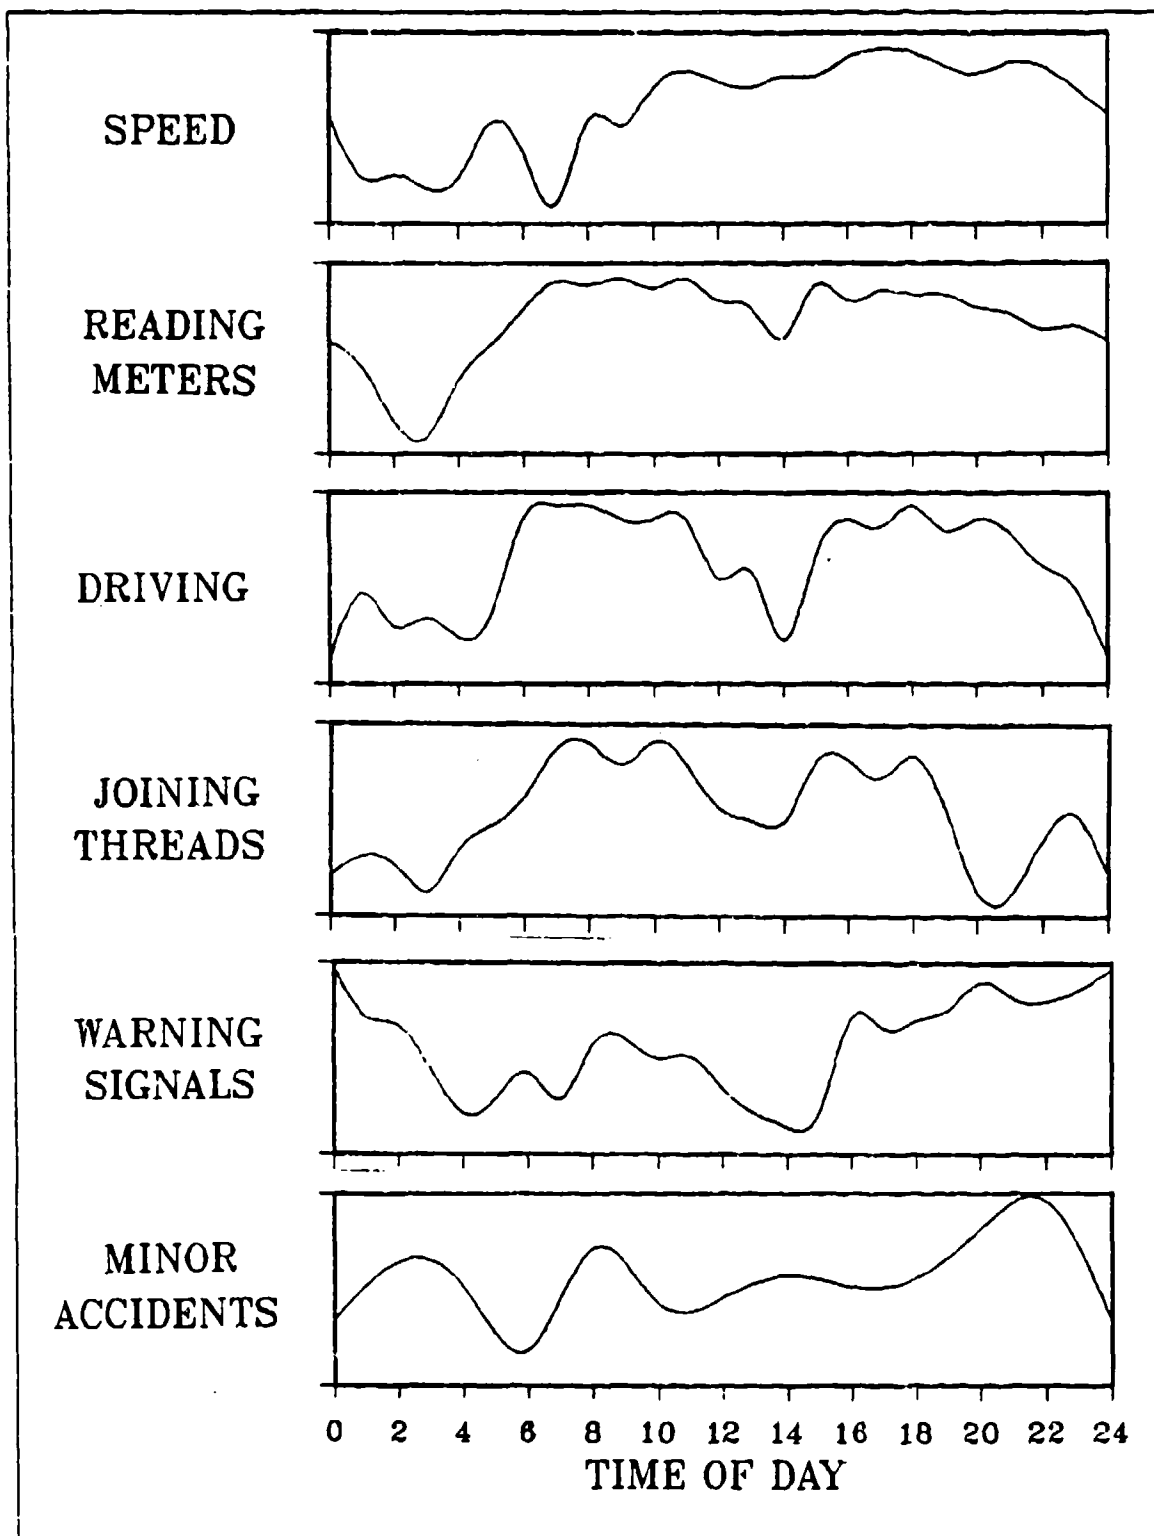 SPEED
READING
METERS
DRIVING
JOINING
THREADS
WARNING
SIGNALS
MINOR
ACCIDENTS
0 2 4 6 8 10 12 14 16 18 20 22 24
TIME OF DAY